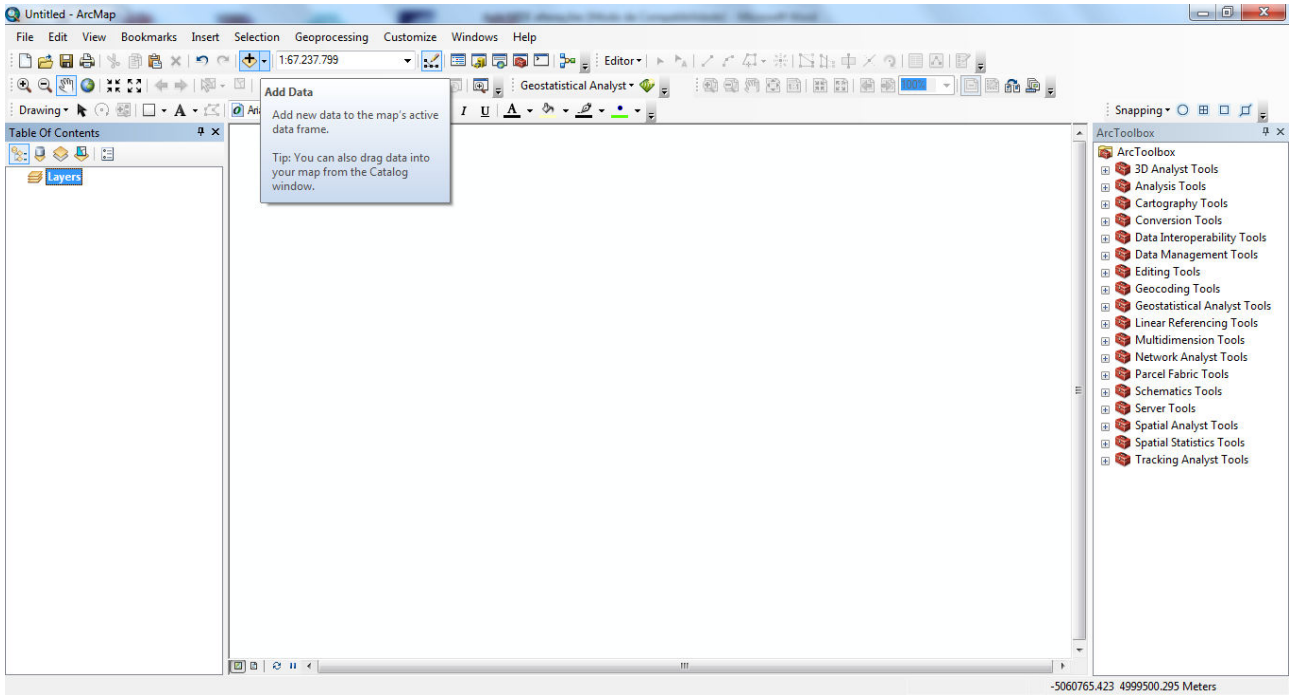 Untitled - ArcMap
File Edit View Bookmarks Insert Selection Geoprocessing Customize Windows Help
1:67.237.799 Editor
Geostatistical Analyst 100%
Drawing A I U A Snapping
Add Data
Add new data to the map's active
data frame.
Tip: You can also drag data into
your map from the Catalog
window.
Table Of Contents
Layers
ArcToolbox
ArcToolbox
3D Analyst Tools
Analysis Tools
Cartography Tools
Conversion Tools
Data Interoperability Tools
Data Management Tools
Editing Tools
Geocoding Tools
Geostatistical Analyst Tools
Linear Referencing Tools
Multidimension Tools
Network Analyst Tools
Parcel Fabric Tools
Schematics Tools
Server Tools
Spatial Analyst Tools
Spatial Statistics Tools
Tracking Analyst Tools
-5060765.423 4999500.295 Meters